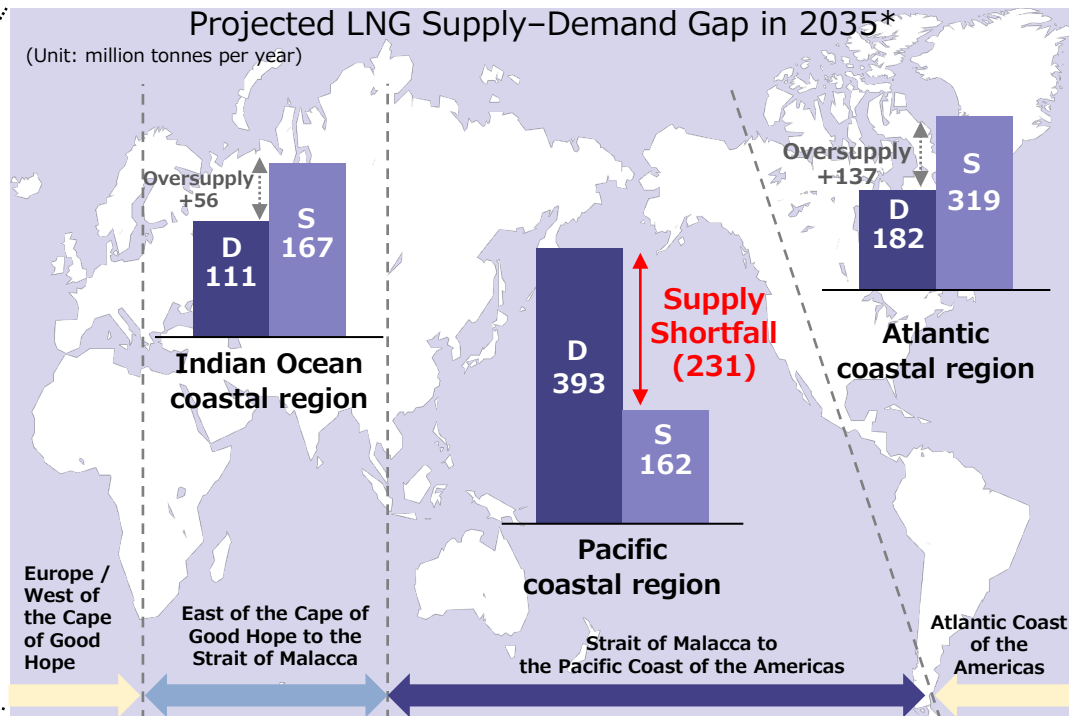 Projected LNG Supply–Demand Gap in 2035*
(Unit: million tonnes per year)
Oversupply
+56
D
111
S
167
Indian Ocean
coastal region
D
393
Supply
Shortfall
(231)
S
162
Pacific
coastal region
Oversupply
+137
D
182
S
319
Atlantic
coastal region
Europe /
West of
the Cape
of Good
Hope
East of the Cape of
Good Hope to the
Strait of Malacca
Strait of Malacca to
the Pacific Coast of the Americas
Atlantic Coast
of the
Americas